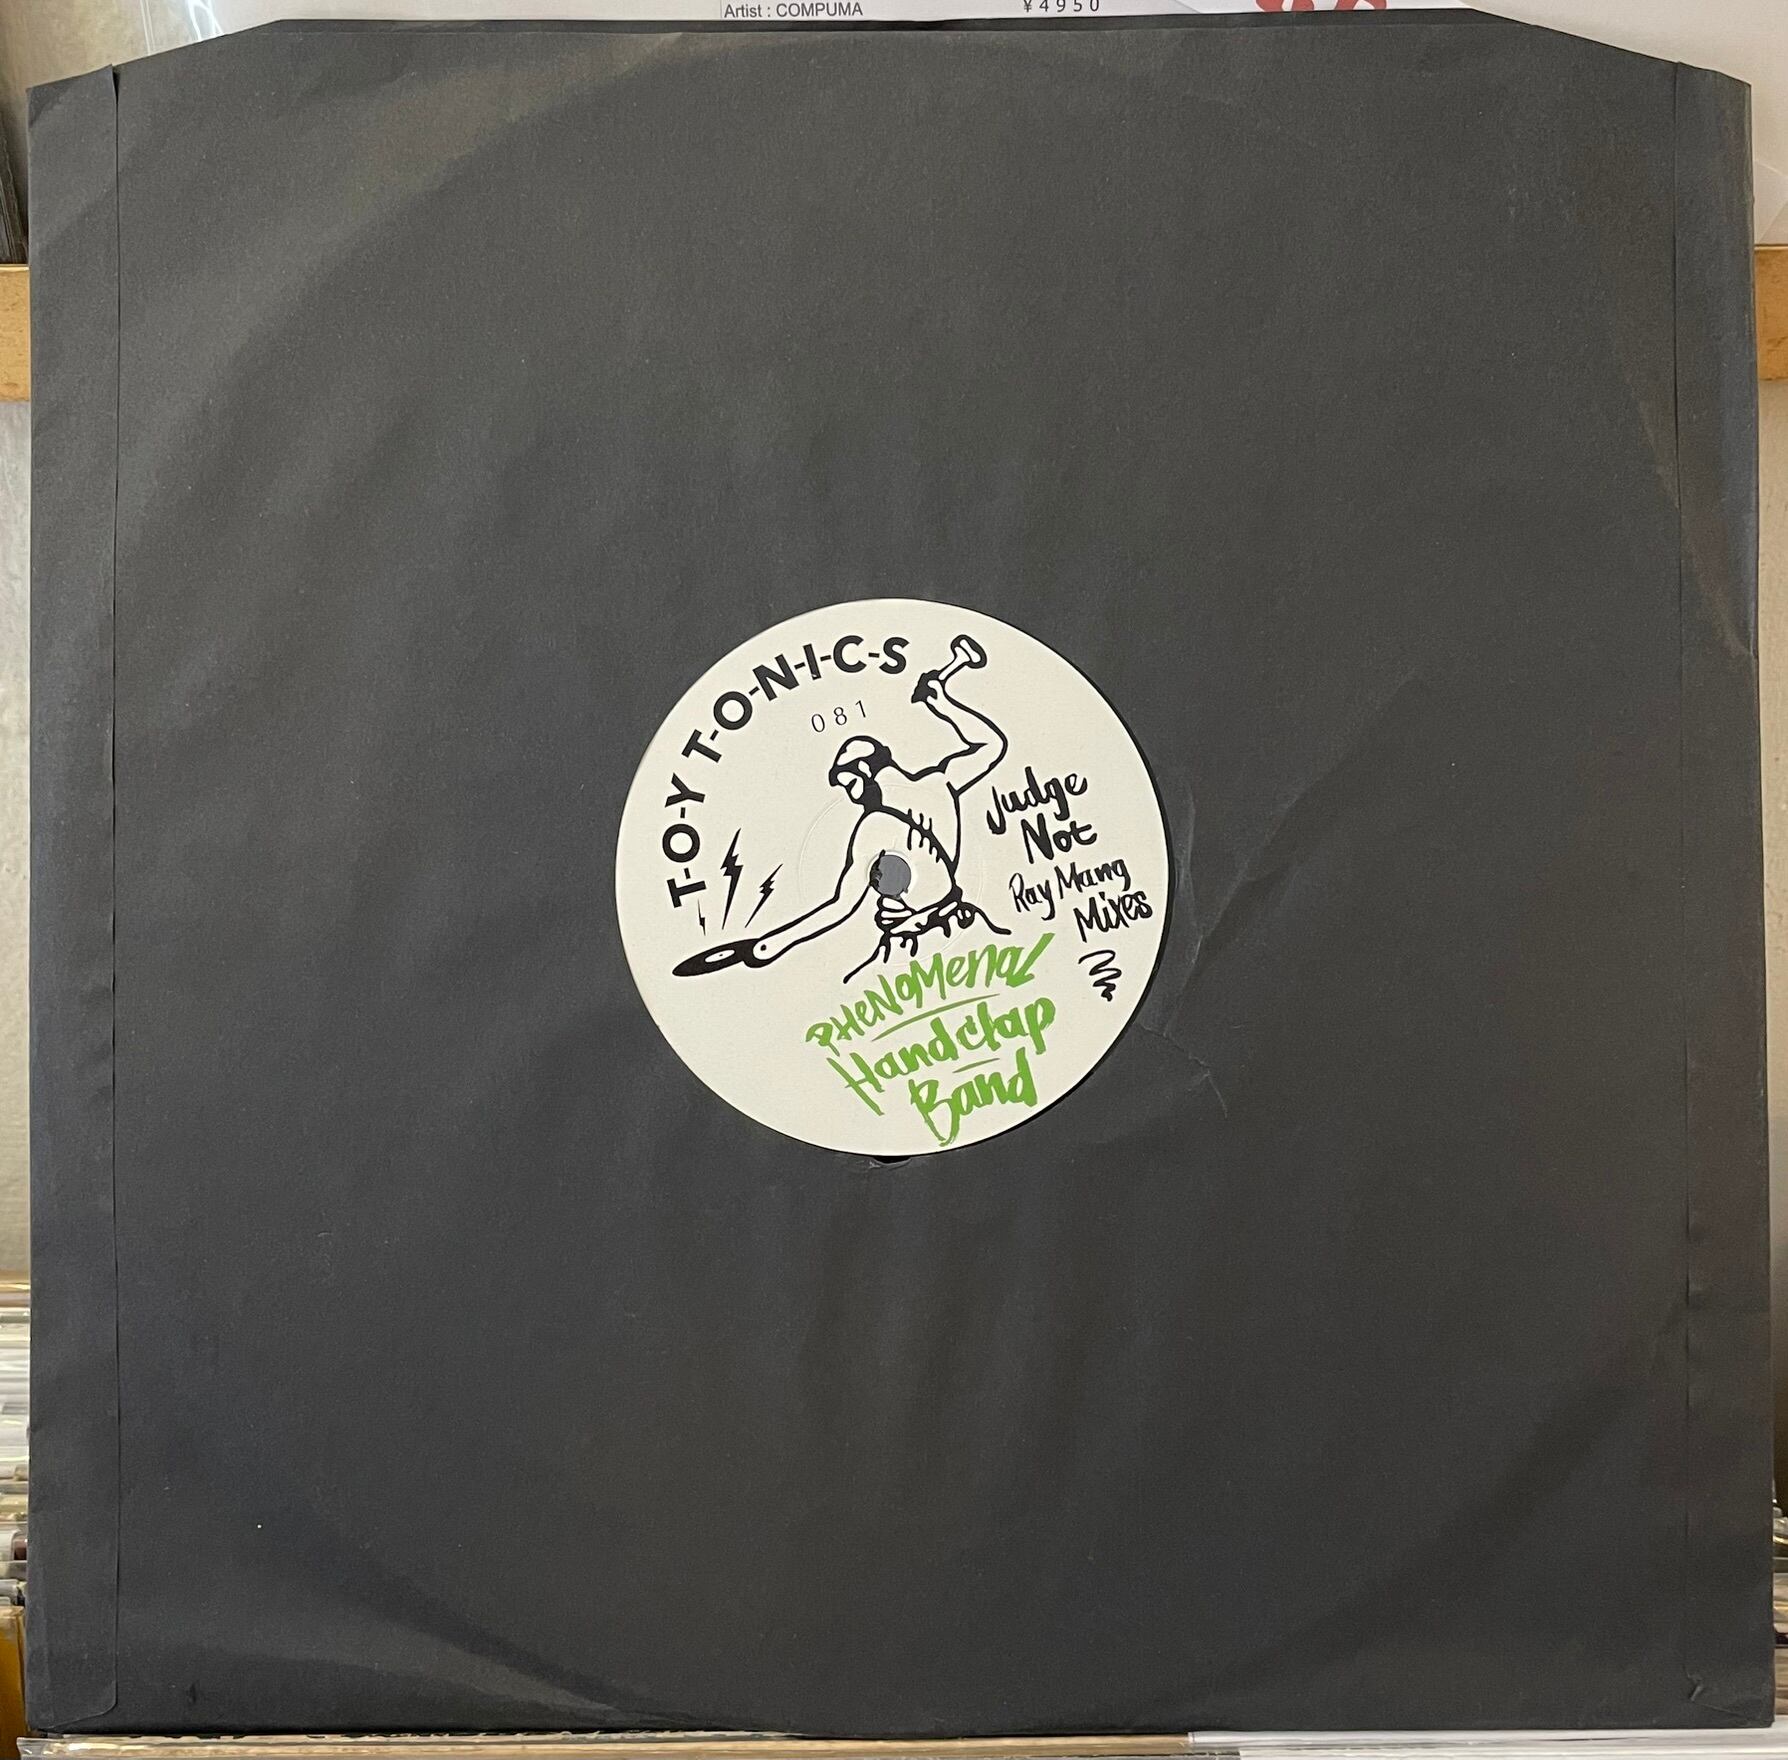 Artist : COMPUMA
¥4950
T-O-Y T-O-N-I-C-S
081
Judge
Not
Ray Mang
Mixes
PHeNOMeNaL
Handclap
Band